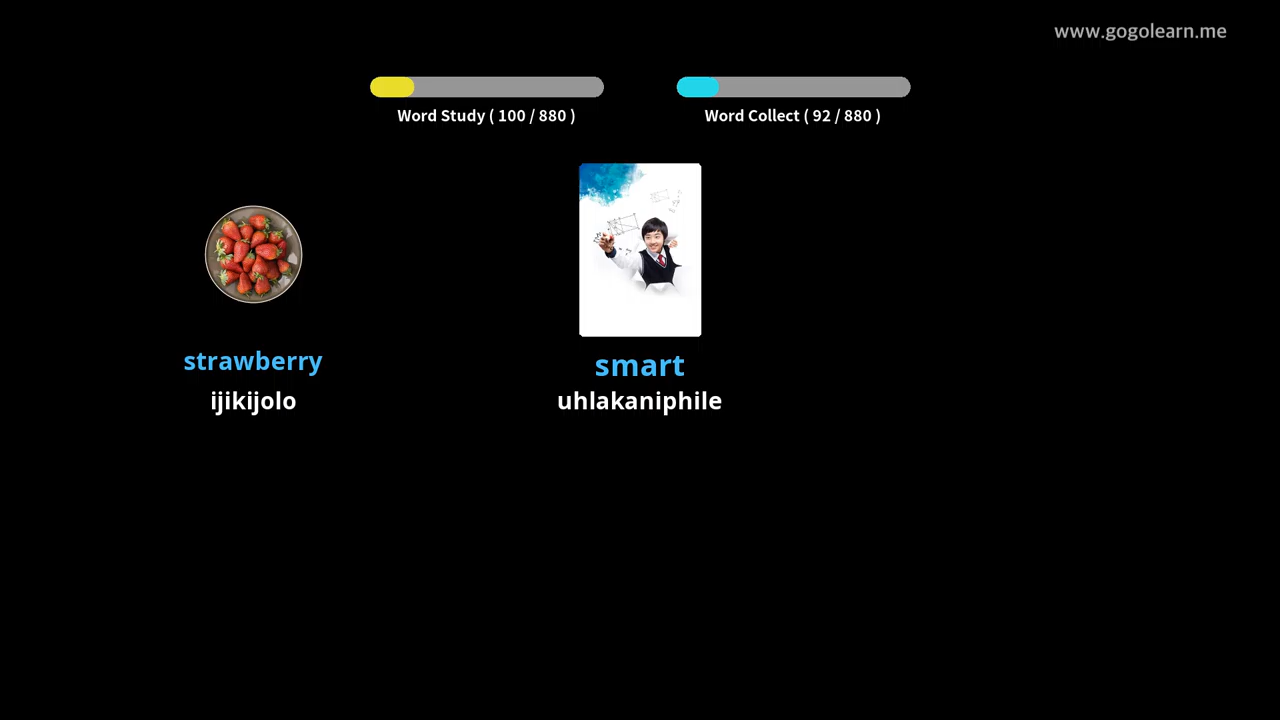 www.gogolearn.me
Word Study ( 100 / 880 )
Word Collect ( 92 / 880 )
strawberry
ijikijolo
smart
uhlakaniphile